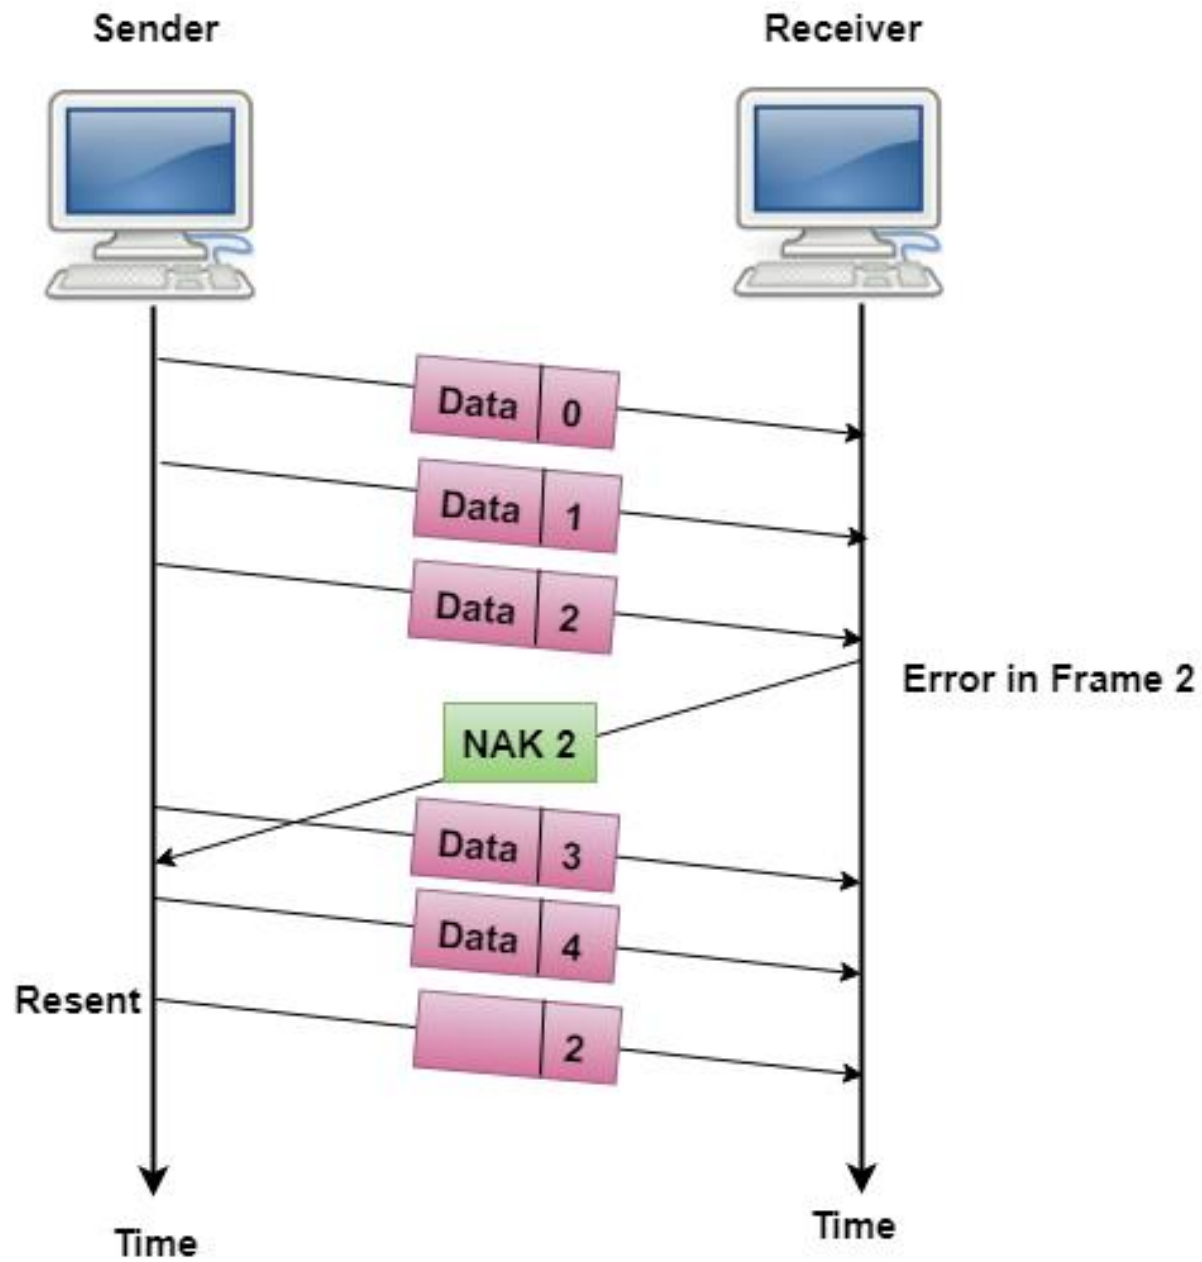 Sender
Receiver
Data 0
Data 1
Data 2
Error in Frame 2
NAK 2
Data 3
Data 4
Resent
2
Time
Time